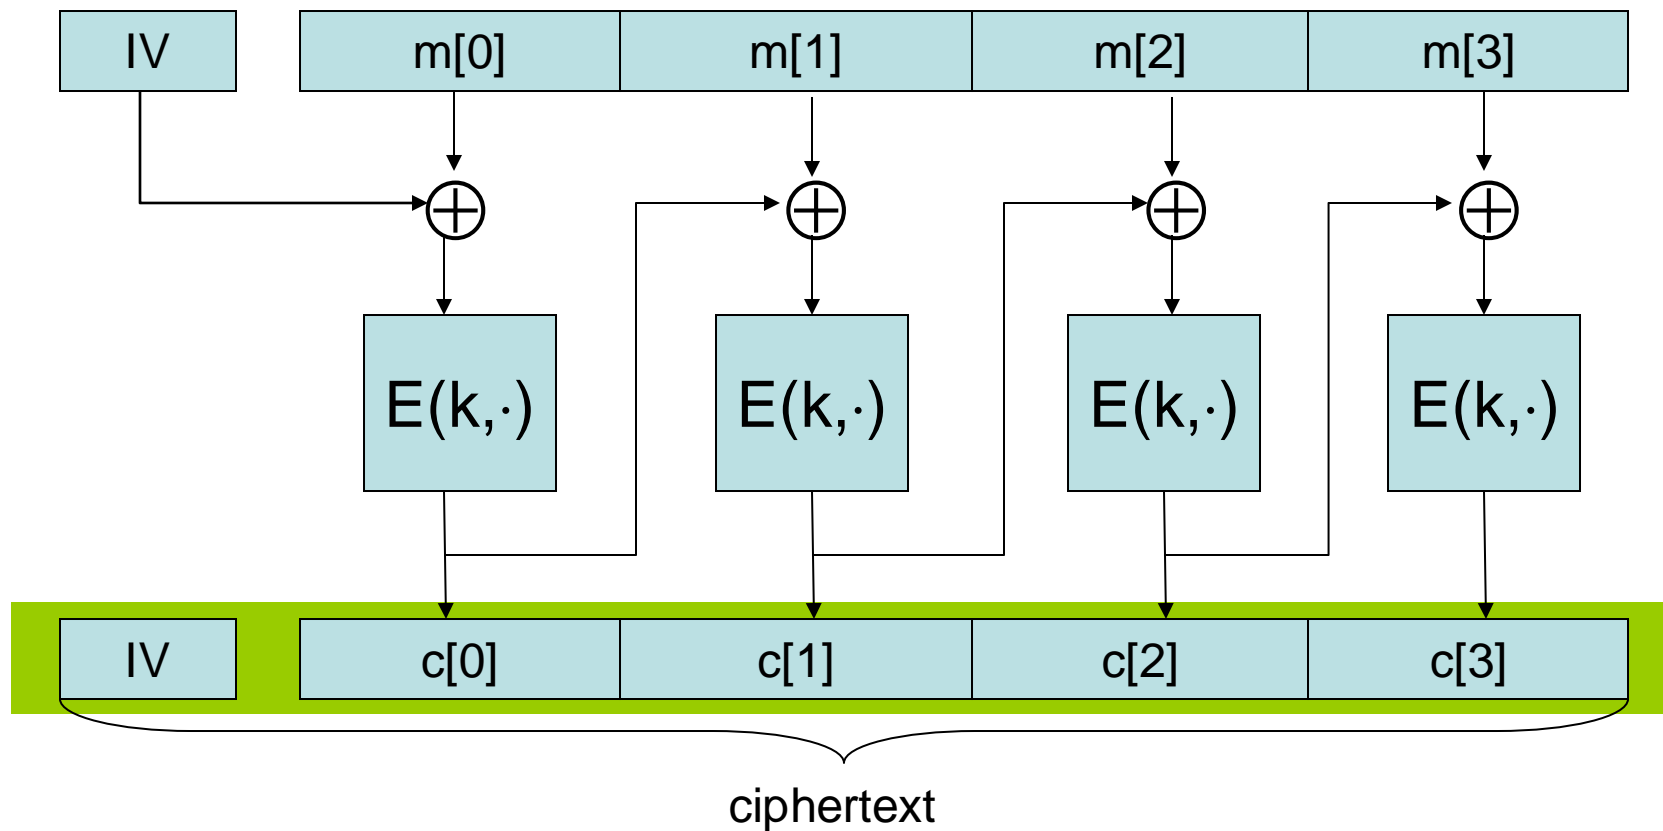 IV m[0] m[1] m[2] m[3]
⊕ ⊕ ⊕ ⊕
E(k,·) E(k,·) E(k,·) E(k,·)
IV c[0] c[1] c[2] c[3]
ciphertext